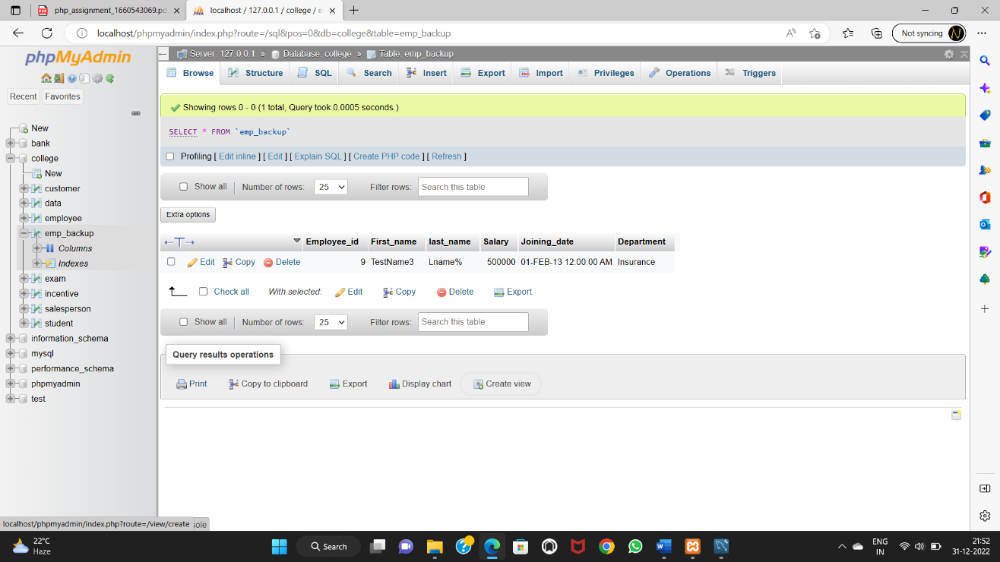 php_assignment_1660543069.pd
localhost / 127.0.0.1 / college / e
localhost/phpmyadmin/index.php?route=/sql&pos=0&db=college&table=emp_backup
Not syncing
phpMyAdmin
Recent Favorites
New
bank
college
New
customer
data
employee
emp_backup
Columns
Indexes
exam
incentive
salesperson
student
information_schema
mysql
performance_schema
phpmyadmin
test
Server: 127.0.0.1 » Database: college » Table: emp_backup
Browse Structure SQL Search Insert Export Import Privileges Operations Triggers
Showing rows 0 - 0 (1 total, Query took 0.0005 seconds.)
SELECT * FROM `emp_backup`
Profiling [ Edit inline ] [ Edit ] [ Explain SQL ] [ Create PHP code ] [ Refresh ]
Show all Number of rows: 25 Filter rows: Search this table
Extra options
←T→ Employee_id First_name last_name Salary Joining_date Department
Edit Copy Delete 9 TestName3 Lname% 500000 01-FEB-13 12:00:00 AM Insurance
Check all With selected: Edit Copy Delete Export
Show all Number of rows: 25 Filter rows: Search this table
Query results operations
Print Copy to clipboard Export Display chart Create view
localhost/phpmyadmin/index.php?route=/view/create sole
22°C
Haze
Search
ENG
IN
21:52
31-12-2022